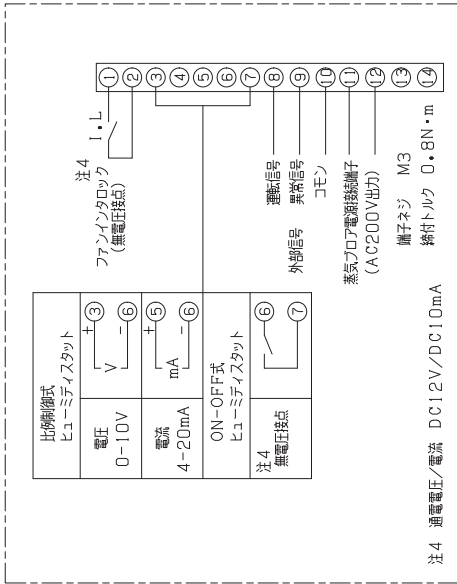 注4
ファンインタロック
(無電圧接点)
I.L
①
②
③
④
⑤
⑥
⑦
⑧
⑨
⑩
⑪
⑫
⑬
⑭
外部信号
運転信号
異常信号
コモン
蒸気ブロア電源接続端子
(AC200V出力)
端子ネジ M3
締付トルク 0.8N・m
比例制御式
ヒューミディスタット
電圧
0-10V
+
③
V
-
⑥
電流
4-20mA
+
⑤
mA
-
⑥
ON-OFF式
ヒューミディスタット
注4
無電圧接点
⑥
⑦
注4 通電電圧/電流 DC12V/DC10mA